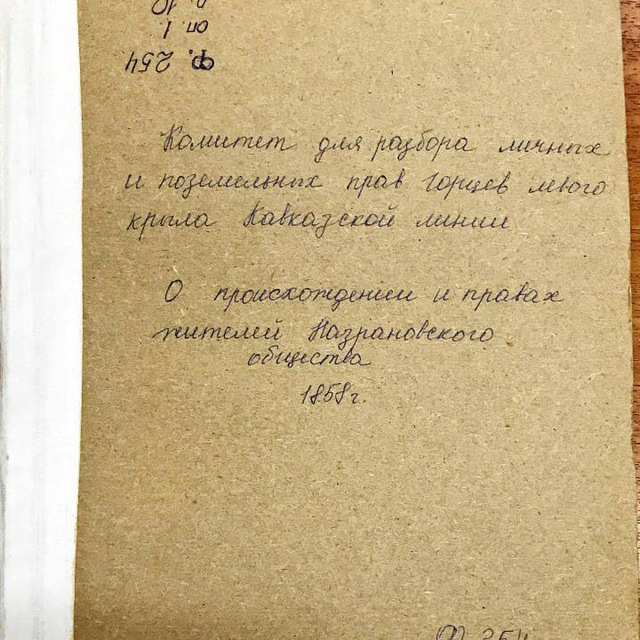 Ф. 254
оп. 1
Комитет для разбора личных
и поземельных прав горцев левого
крыла Кавказской линии
О происхождении и правах
жителей Назрановского
общества
1858 г.